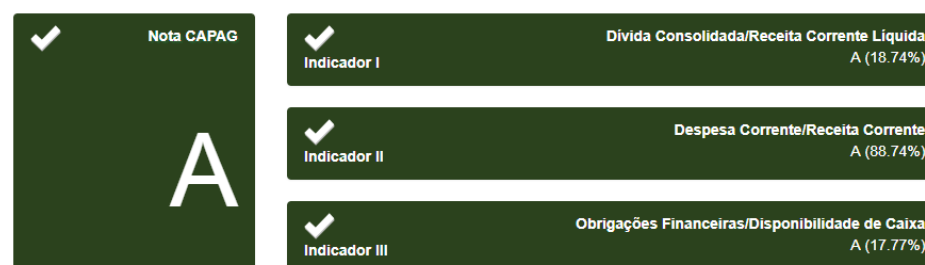 Nota CAPAG
A
Dívida Consolidada/Receita Corrente Líquida
Indicador I
A (18.74%)
Despesa Corrente/Receita Corrente
Indicador II
A (88.74%)
Obrigações Financeiras/Disponibilidade de Caixa
Indicador III
A (17.77%)